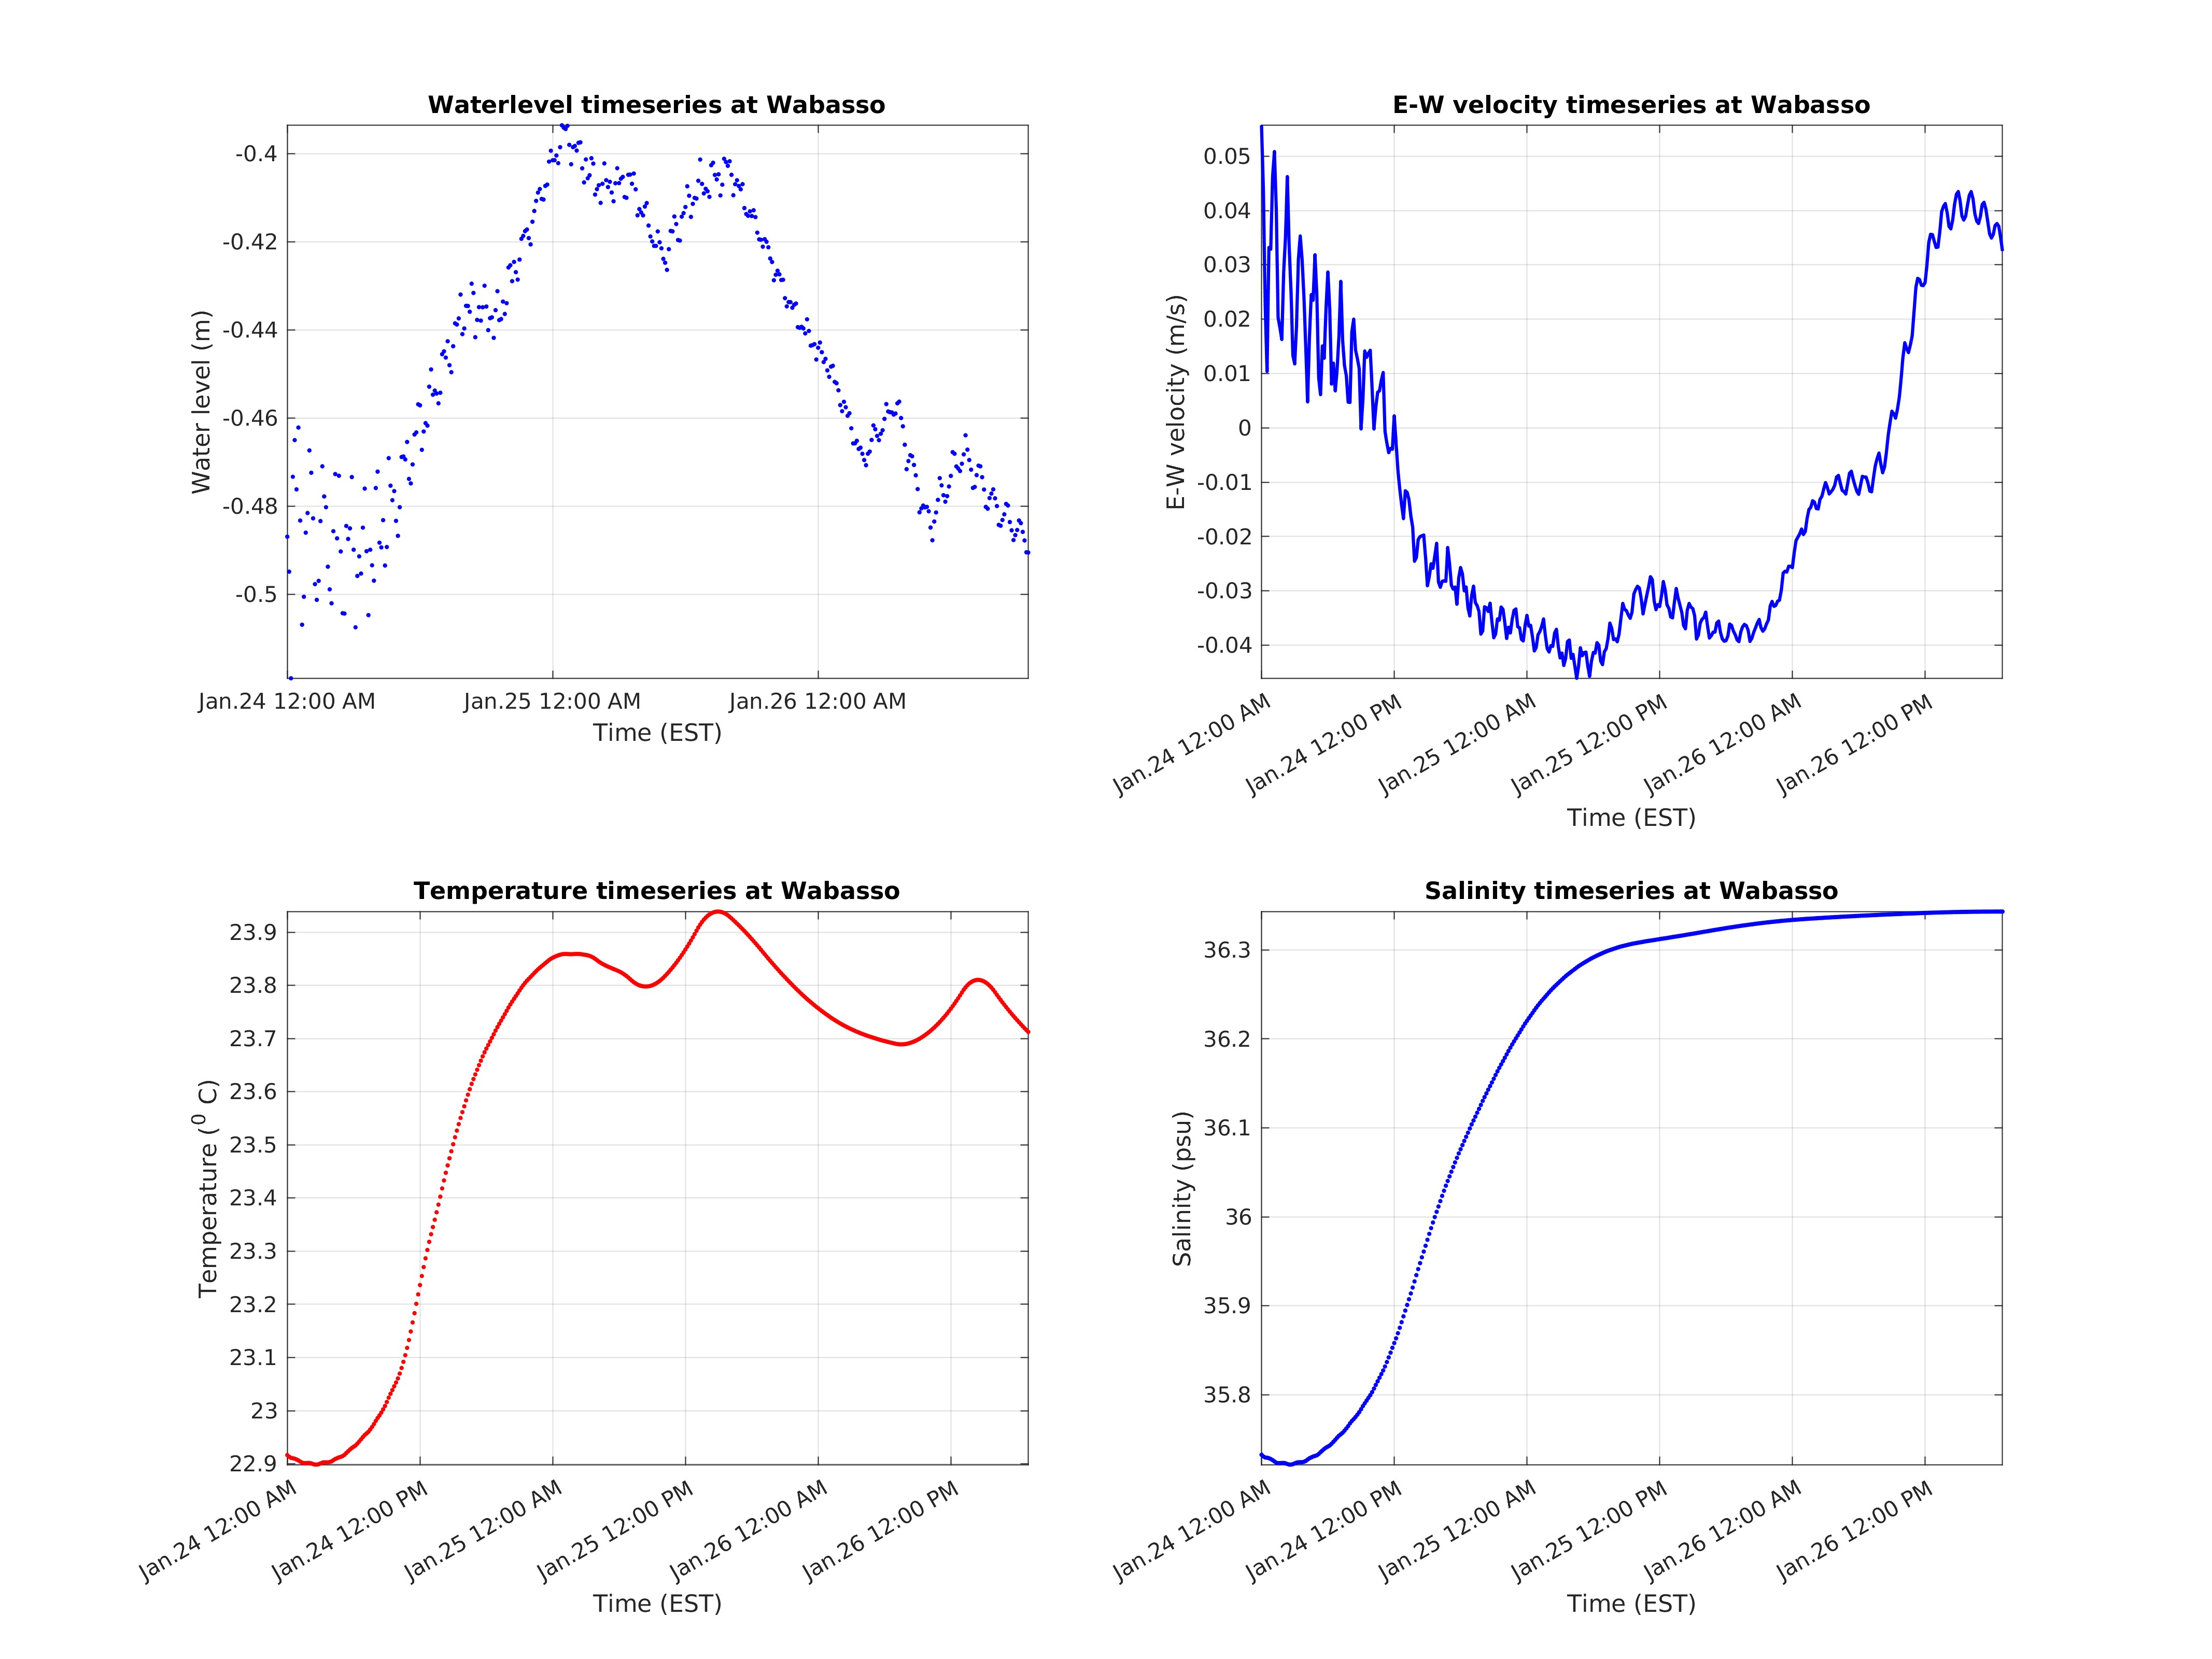 Waterlevel timeseries at Wabasso
-0.4
-0.42
-0.44
-0.46
-0.48
-0.5
Water level (m)
Jan.24 12:00 AM
Jan.25 12:00 AM
Jan.26 12:00 AM
Time (EST)
E-W velocity timeseries at Wabasso
0.05
0.04
0.03
0.02
0.01
0
-0.01
-0.02
-0.03
-0.04
E-W velocity (m/s)
Jan.24 12:00 AM
Jan.24 12:00 PM
Jan.25 12:00 AM
Jan.25 12:00 PM
Jan.26 12:00 AM
Jan.26 12:00 PM
Time (EST)
Temperature timeseries at Wabasso
23.9
23.8
23.7
23.6
23.5
23.4
23.3
23.2
23.1
23
22.9
Temperature (⁰ C)
Jan.24 12:00 AM
Jan.24 12:00 PM
Jan.25 12:00 AM
Jan.25 12:00 PM
Jan.26 12:00 AM
Jan.26 12:00 PM
Time (EST)
Salinity timeseries at Wabasso
36.3
36.2
36.1
36
35.9
35.8
Salinity (psu)
Jan.24 12:00 AM
Jan.24 12:00 PM
Jan.25 12:00 AM
Jan.25 12:00 PM
Jan.26 12:00 AM
Jan.26 12:00 PM
Time (EST)